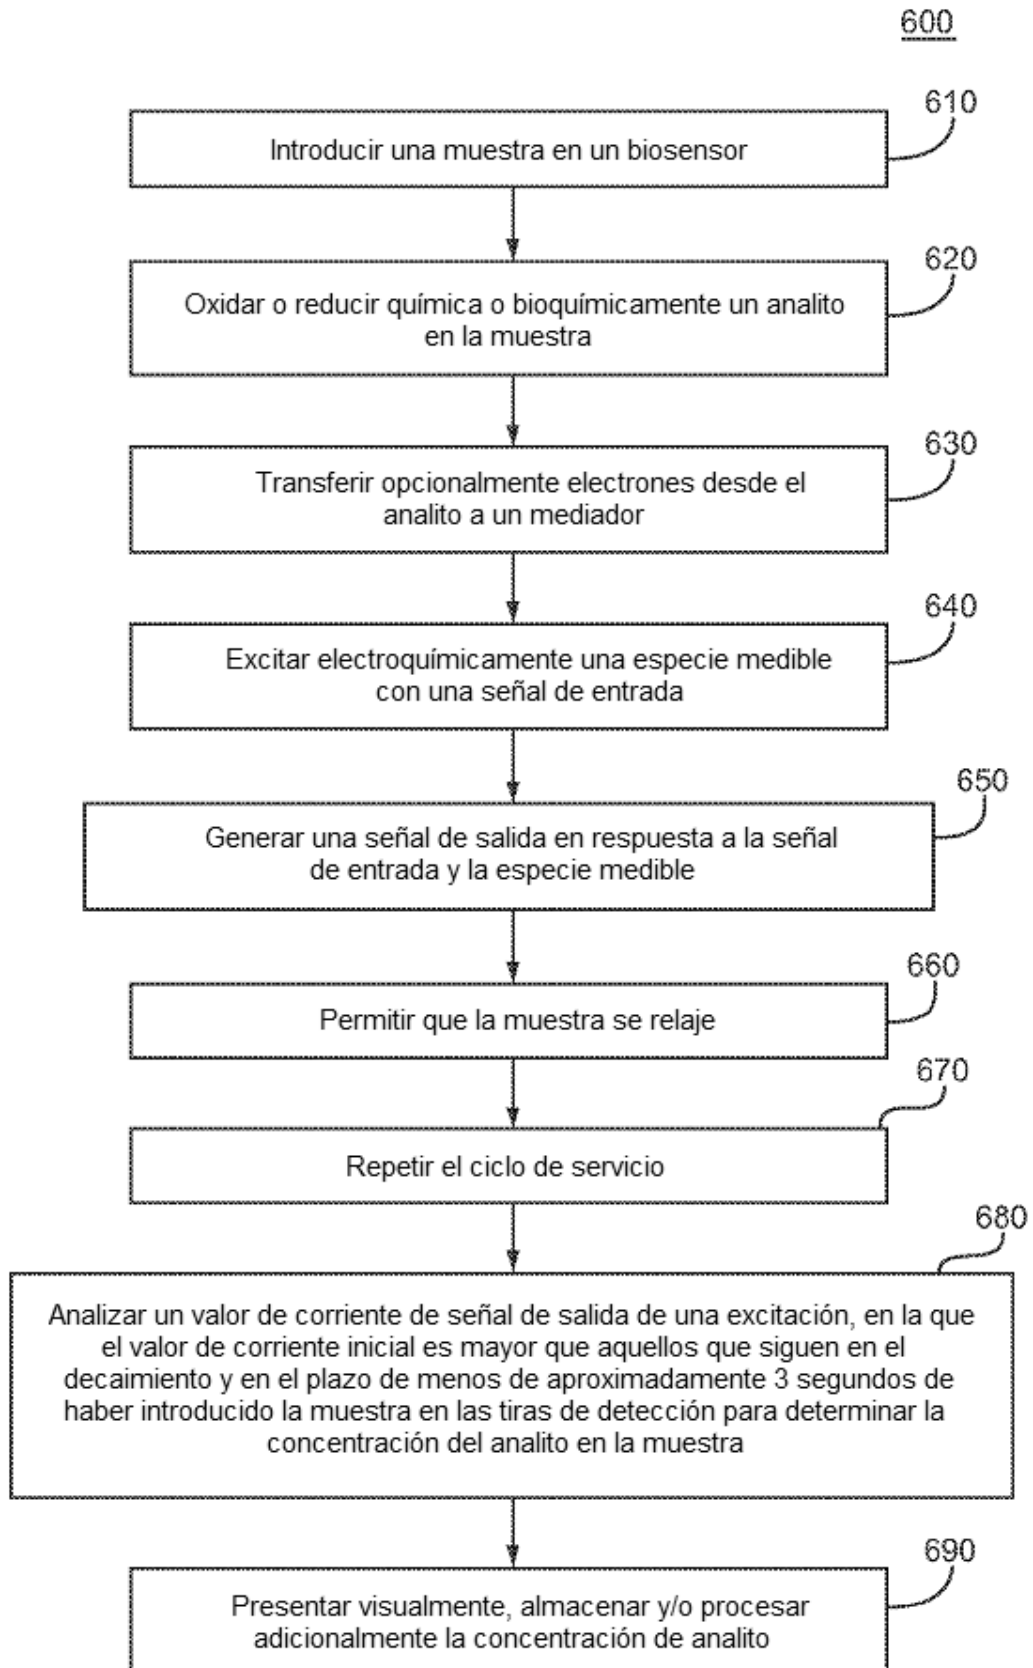 600
610
Introducir una muestra en un biosensor
620
Oxidar o reducir química o bioquímicamente un analito
en la muestra
630
Transferir opcionalmente electrones desde el
analito a un mediador
640
Excitar electroquímicamente una especie medible
con una señal de entrada
650
Generar una señal de salida en respuesta a la señal
de entrada y la especie medible
660
Permitir que la muestra se relaje
670
Repetir el ciclo de servicio
680
Analizar un valor de corriente de señal de salida de una excitación, en la que
el valor de corriente inicial es mayor que aquellos que siguen en el
decaimiento y en el plazo de menos de aproximadamente 3 segundos de
haber introducido la muestra en las tiras de detección para determinar la
concentración del analito en la muestra
690
Presentar visualmente, almacenar y/o procesar
adicionalmente la concentración de analito